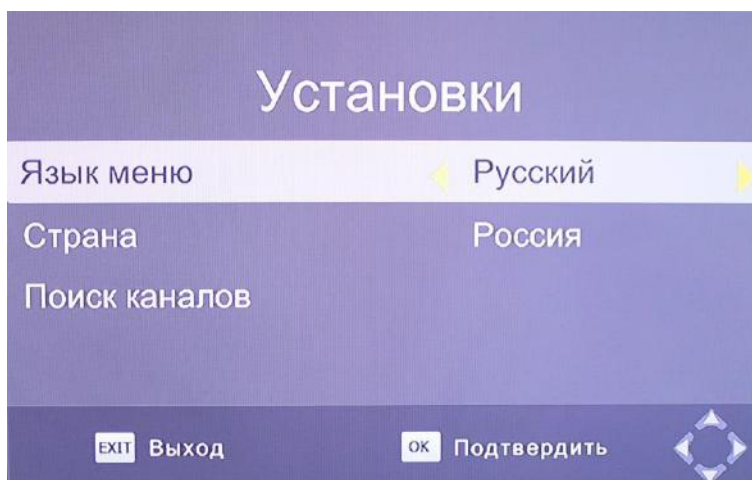 Установки
Язык меню Русский
Страна Россия
Поиск каналов
EXIT Выход OK Подтвердить